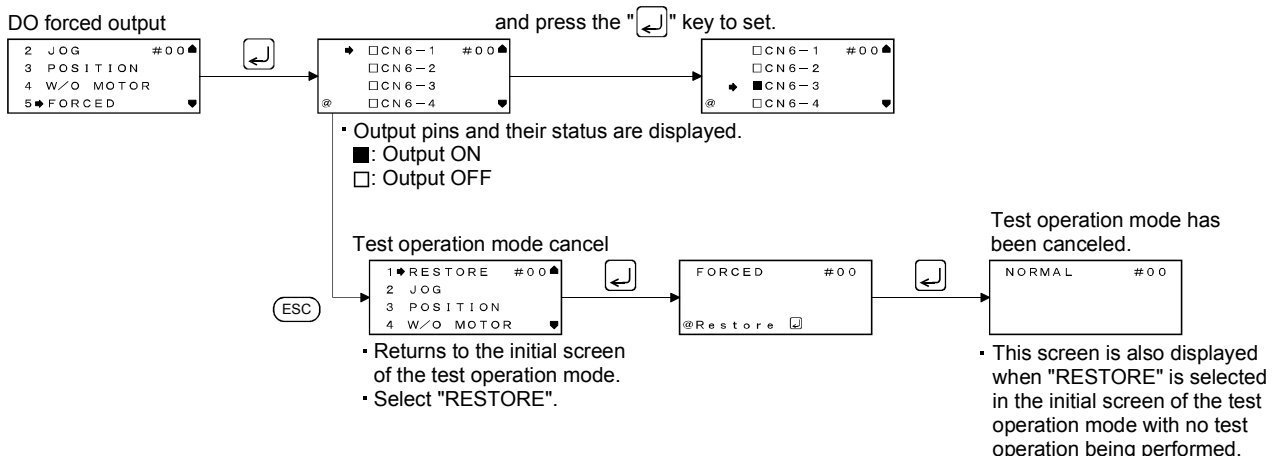 DO forced output
and press the "↵" key to set.
2 JOG #00▲
3 POSITION
4 W/O MOTOR
5➧FORCED ▼
➧ □CN6-1 #00▲
□CN6-2
□CN6-3
@ □CN6-4 ▼
□CN6-1 #00▲
□CN6-2
➧ ■CN6-3
@ □CN6-4 ▼
▪ Output pins and their status are displayed.
■: Output ON
□: Output OFF
Test operation mode cancel
ESC
1➧RESTORE #00▲
2 JOG
3 POSITION
4 W/O MOTOR ▼
▪ Returns to the initial screen
of the test operation mode.
▪ Select "RESTORE".
FORCED #00
@Restore ↵
Test operation mode has
been canceled.
NORMAL #00
▪ This screen is also displayed
when "RESTORE" is selected
in the initial screen of the test
operation mode with no test
operation being performed.